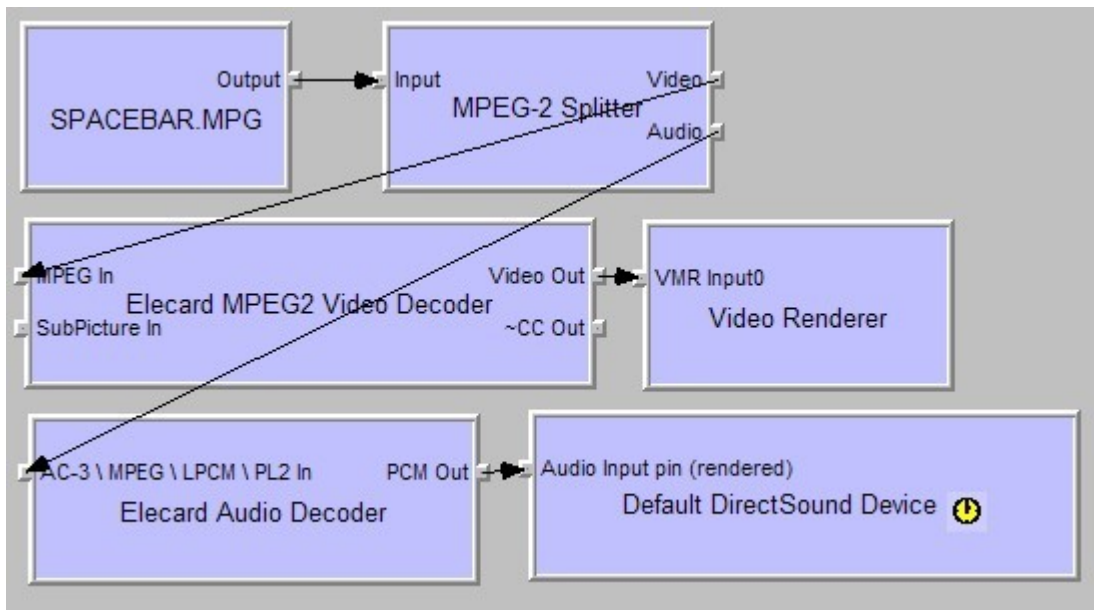 Output
SPACEBAR.MPG
Input
Video
MPEG-2 Splitter
Audio
MPEG In
Video Out
Elecard MPEG2 Video Decoder
SubPicture In
~CC Out
VMR Input0
Video Renderer
AC-3 \ MPEG \ LPCM \ PL2 In
PCM Out
Elecard Audio Decoder
Audio Input pin (rendered)
Default DirectSound Device